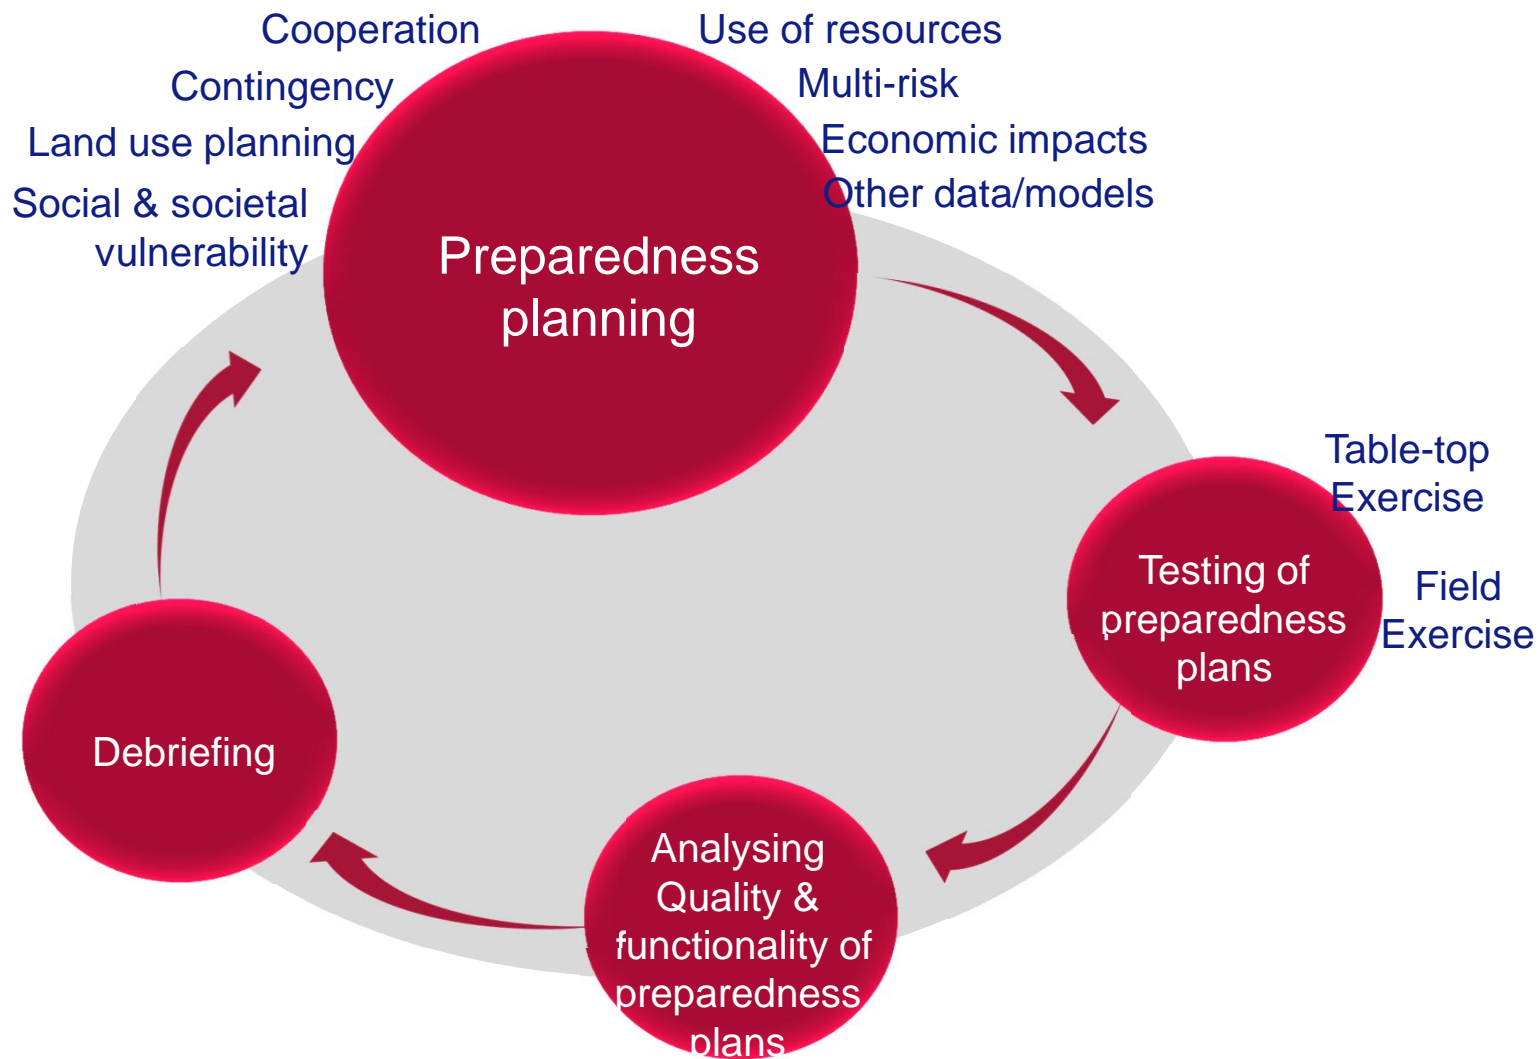 Cooperation
Use of resources
Contingency
Multi-risk
Land use planning
Economic impacts
Social & societal
vulnerability
Other data/models
Preparedness
planning
Table-top
Exercise
Testing of
preparedness
plans
Field
Exercise
Analysing
Quality &
functionality of
preparedness
plans
Debriefing